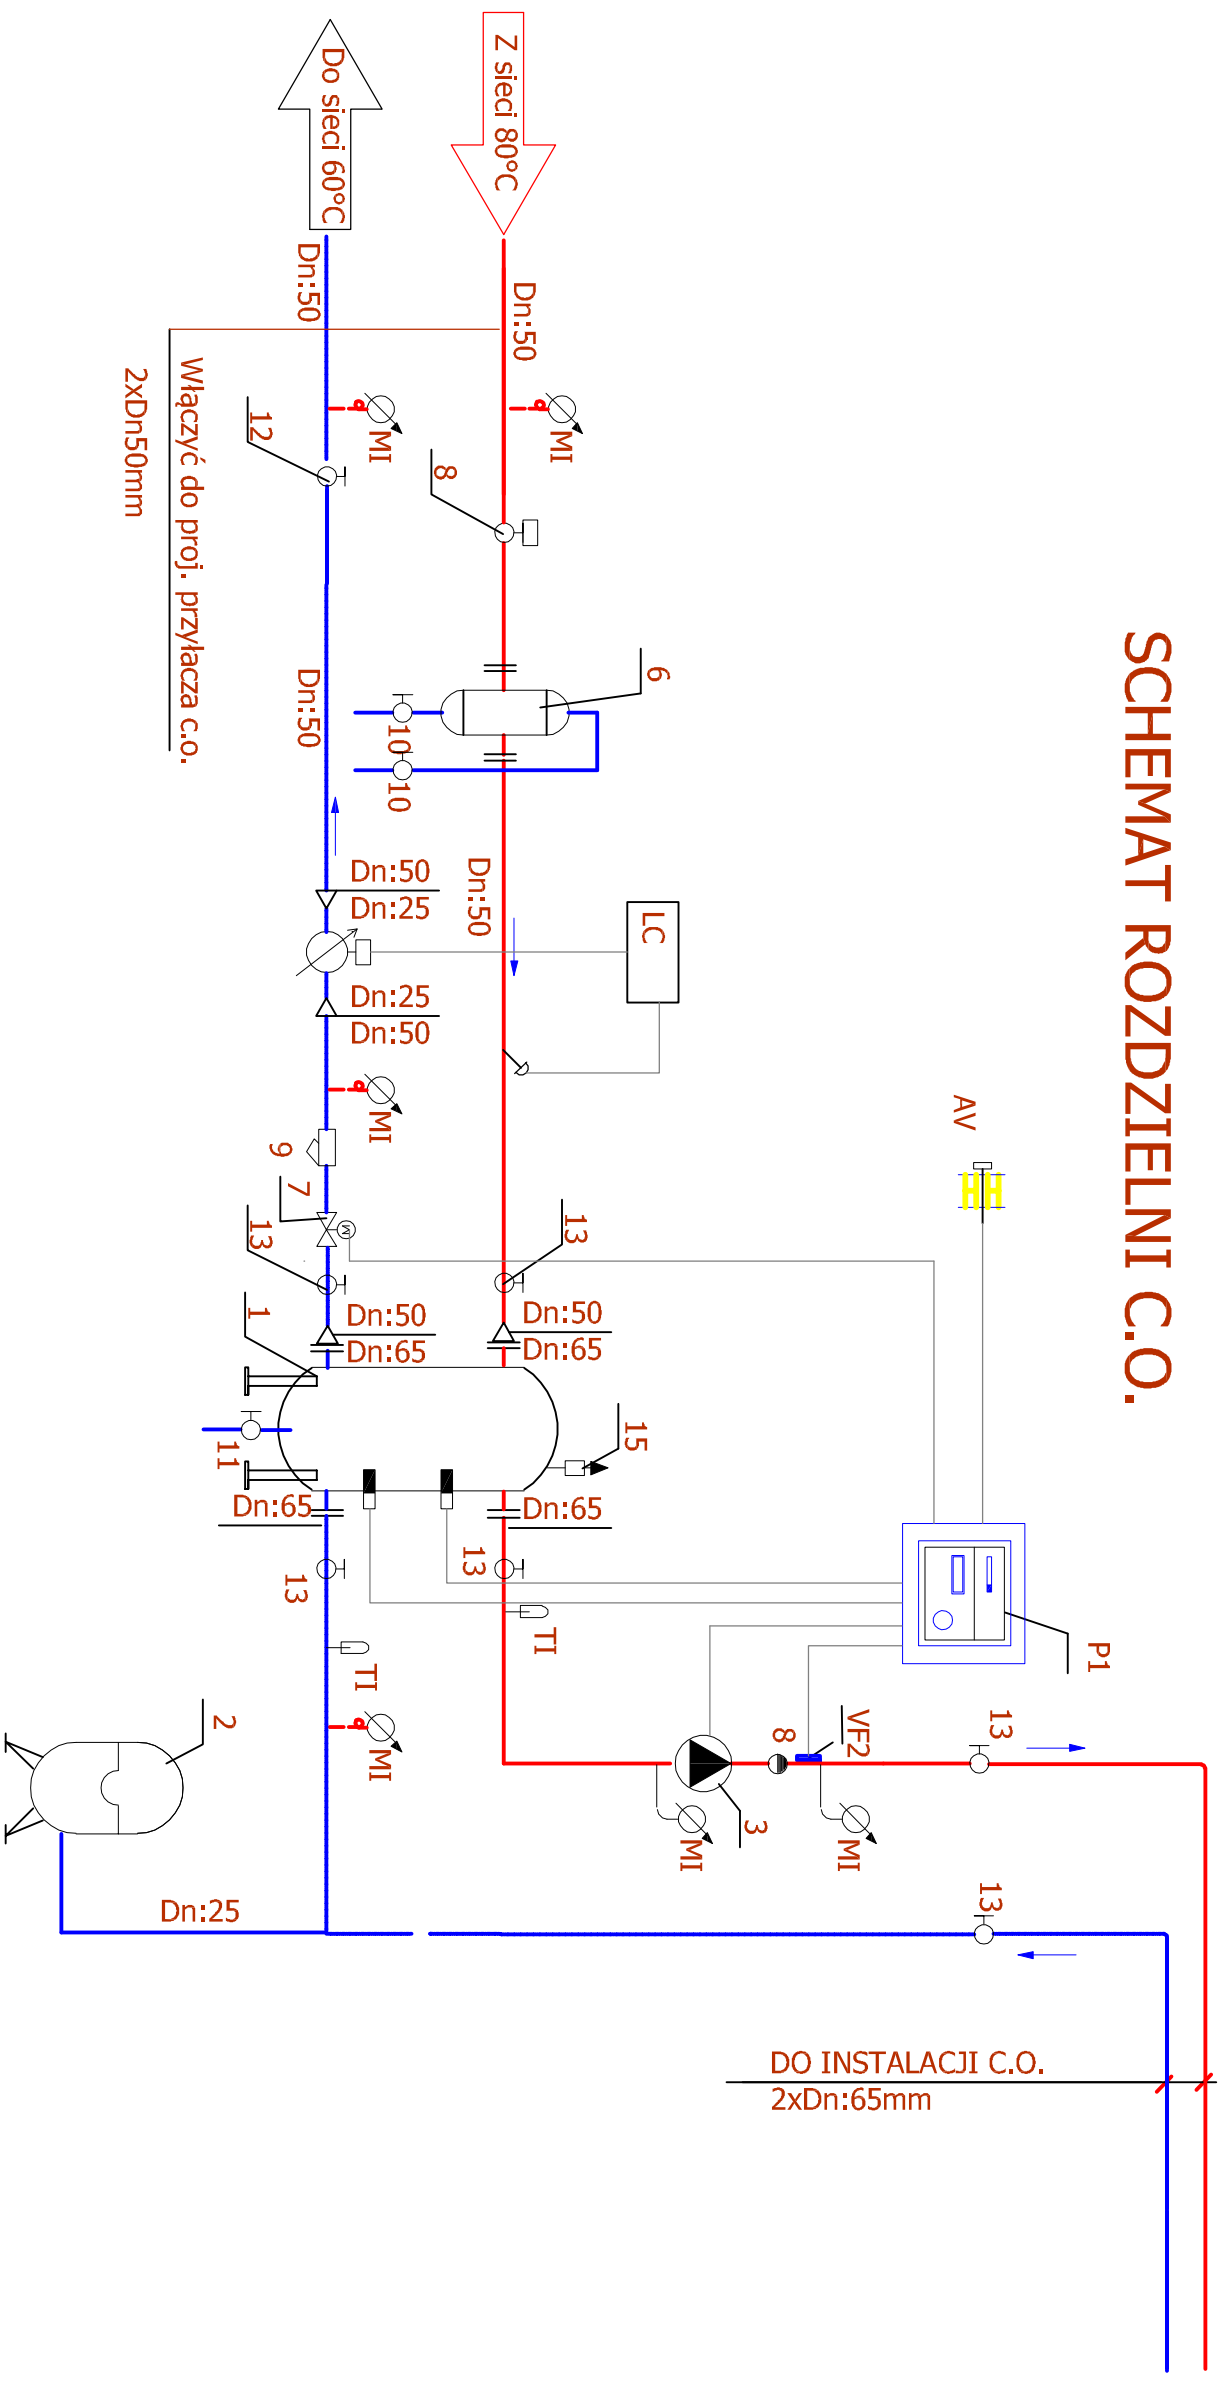 SCHEMAT ROZDZIELNI C.O.
Z sieci 80°C
Do sieci 60°C
Dn:50
Dn:50
Włączyć do proj. przyłacza c.o.
2xDn50mm
MI
MI
12
8
6
10
10
Dn:50
Dn:50
Dn:50
Dn:25
Dn:25
Dn:50
LC
AV
MI
9
7
13
13
1
Dn:50
Dn:65
Dn:50
Dn:65
15
11
Dn:65
Dn:65
13
13
TI
TI
P1
2
MI
VF2
8
3
MI
MI
13
13
Dn:25
M
DO INSTALACJI C.O.
2xDn:65mm